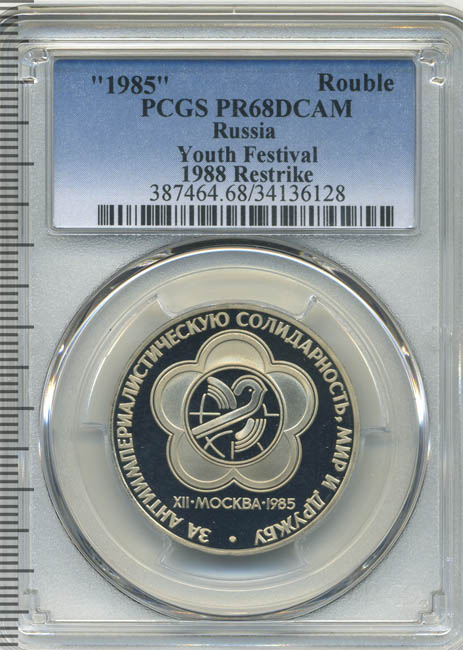 "1985" Rouble
PCGS PR68DCAM
Russia
Youth Festival
1988 Restrike
387464.68/34136128
ЗА АНТИИМПЕРИАЛИСТИЧЕСКУЮ СОЛИДАРНОСТЬ, МИР И ДРУЖБУ •
XII•МОСКВА•1985